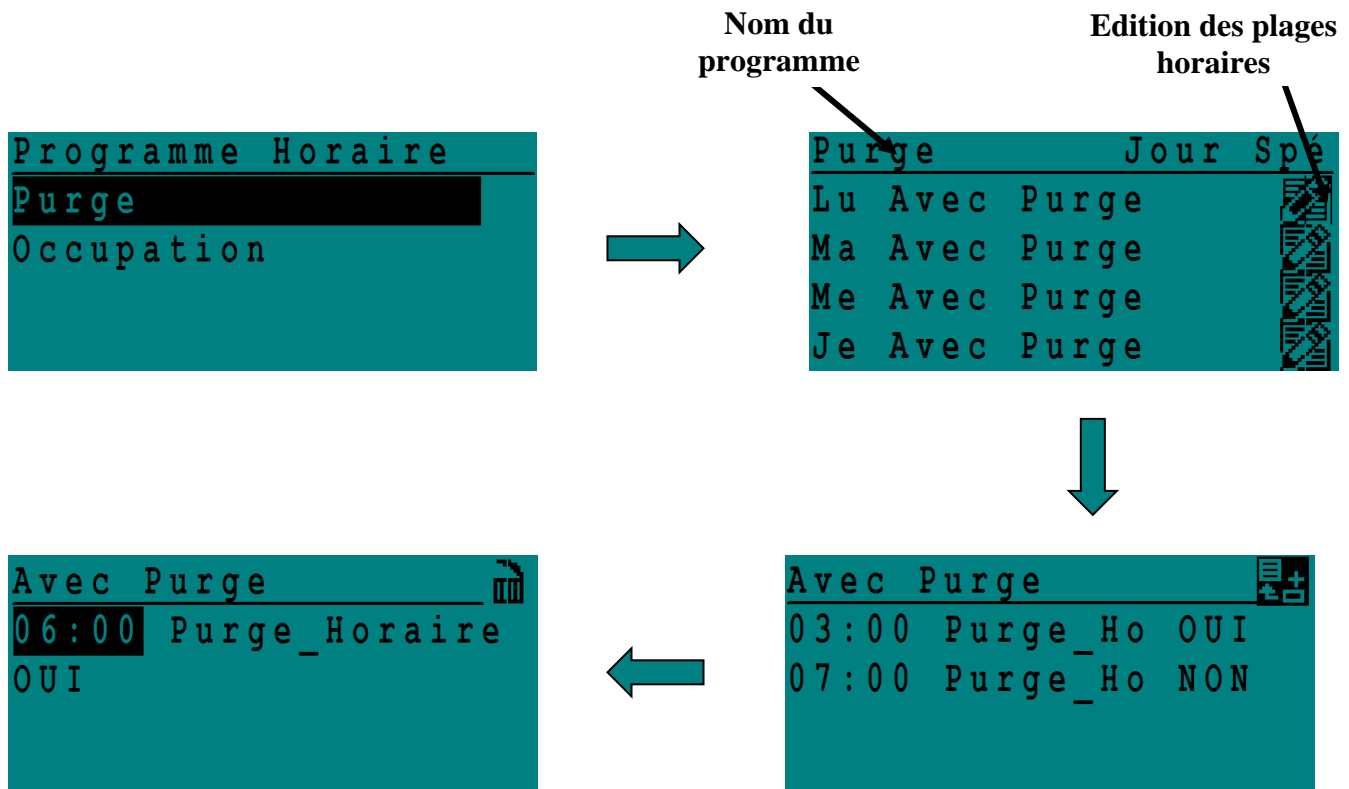 Nom du
programme
Edition des plages
horaires
Programme Horaire
Purge
Occupation
Purge Jour Spé
Lu Avec Purge
Ma Avec Purge
Me Avec Purge
Je Avec Purge
Avec Purge
06:00 Purge_Horaire
OUI
Avec Purge
03:00 Purge_Ho OUI
07:00 Purge_Ho NON